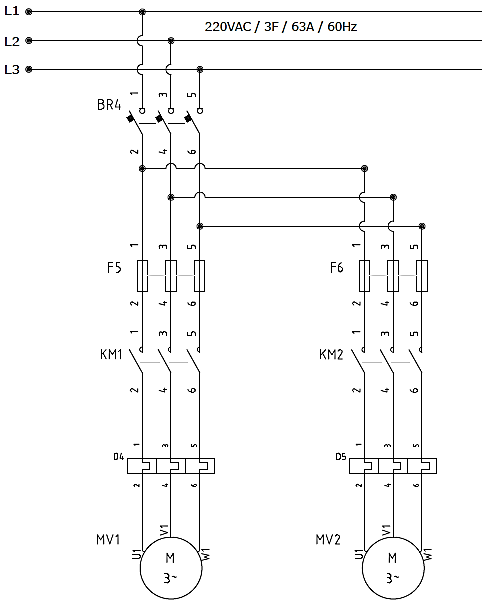 L1
220VAC / 3F / 63A / 60Hz
L2
L3
1 3 5
BR4
2 4 6
1 3 5 1 3 5
F5 F6
2 4 6 2 4 6
1 3 5 1 3 5
KM1 KM2
2 4 6 2 4 6
1 3 5 1 3 5
D4 D5
2 4 6 2 4 6
V1 V1
MV1 MV2
U1 W1 U1 W1
M M
3~ 3~